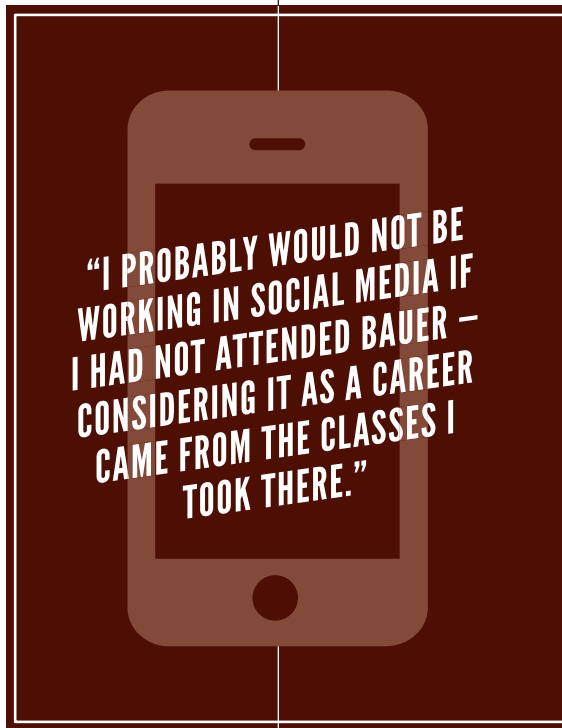 “I PROBABLY WOULD NOT BE
WORKING IN SOCIAL MEDIA IF
I HAD NOT ATTENDED BAUER –
CONSIDERING IT AS A CAREER
CAME FROM THE CLASSES I
TOOK THERE.”